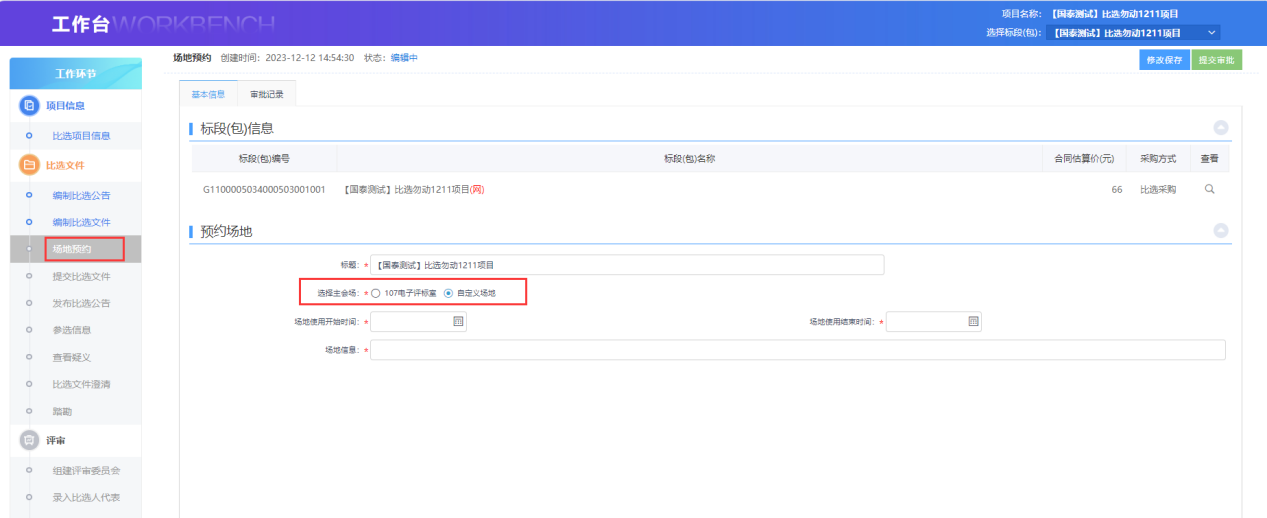 工作台WORKBENCH
项目名称：【国泰测试】比选勿动1211项目
选择标段(包)：【国泰测试】比选勿动1211项目
场地预约 创建时间：2023-12-12 14:54:30 状态：编辑中
修改保存 提交审批
工作环节
项目信息
比选项目信息
比选文件
编制比选公告
编制比选文件
场地预约
提交比选文件
发布比选公告
参选信息
查看疑义
比选文件澄清
踏勘
评审
组建评审委员会
录入比选人代表
基本信息 审批记录
标段(包)信息
标段(包)编号 标段(包)名称 合同估算价(元) 采购方式 查看
G1100005034000503001001 【国泰测试】比选勿动1211项目(网) 66 比选采购
预约场地
标题：* 【国泰测试】比选勿动1211项目
选择主会场：* 107电子评标室 自定义场地
场地使用开始时间：* 场地使用结束时间：*
场地信息：*